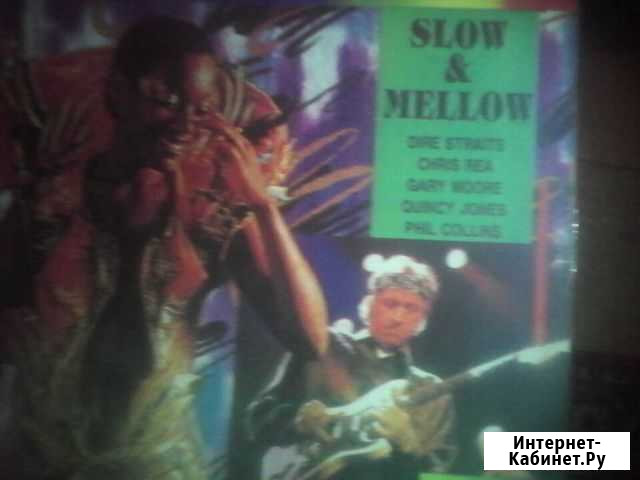 SLOW
&
MELLOW
DIRE STRAITS
CHRIS REA
GARY MOORE
QUINCY JONES
PHIL COLLINS
Интернет-
Кабинет.Ру